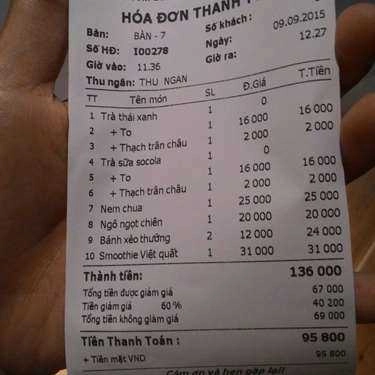 HÓA ĐƠN THANH
Bàn: BÀN - 7 Số khách :
Số HĐ: I00278 Ngày: 09.09.2015
Giờ vào: 11.36 Giờ ra: 12.27
Thu ngân: THU NGAN
TT Tên món SL Đ.Giá T.Tiền
1 Trà thái xanh 1 0
2 + To 1 16 000 16 000
3 + Thạch trân châu 1 2 000 2 000
4 Trà sữa socola 1 0
5 + To 1 16 000 16 000
6 + Thạch trân châu 1 2 000 2 000
7 Nem chua 1 25 000 25 000
8 Ngô ngọt chiên 1 20 000 20 000
9 Bánh xèo thường 2 12 000 24 000
10 Smoothie Việt quất 1 31 000 31 000
Thành tiền: 136 000
Tổng tiền được giảm giá 67 000
Tiền giảm giá 60 % 40 200
Tổng tiền không giảm giá 69 000
Tiền Thanh Toán : 95 800
+ Tiền mặt VND 95 800
Cảm ơn và hẹn gặp lại!